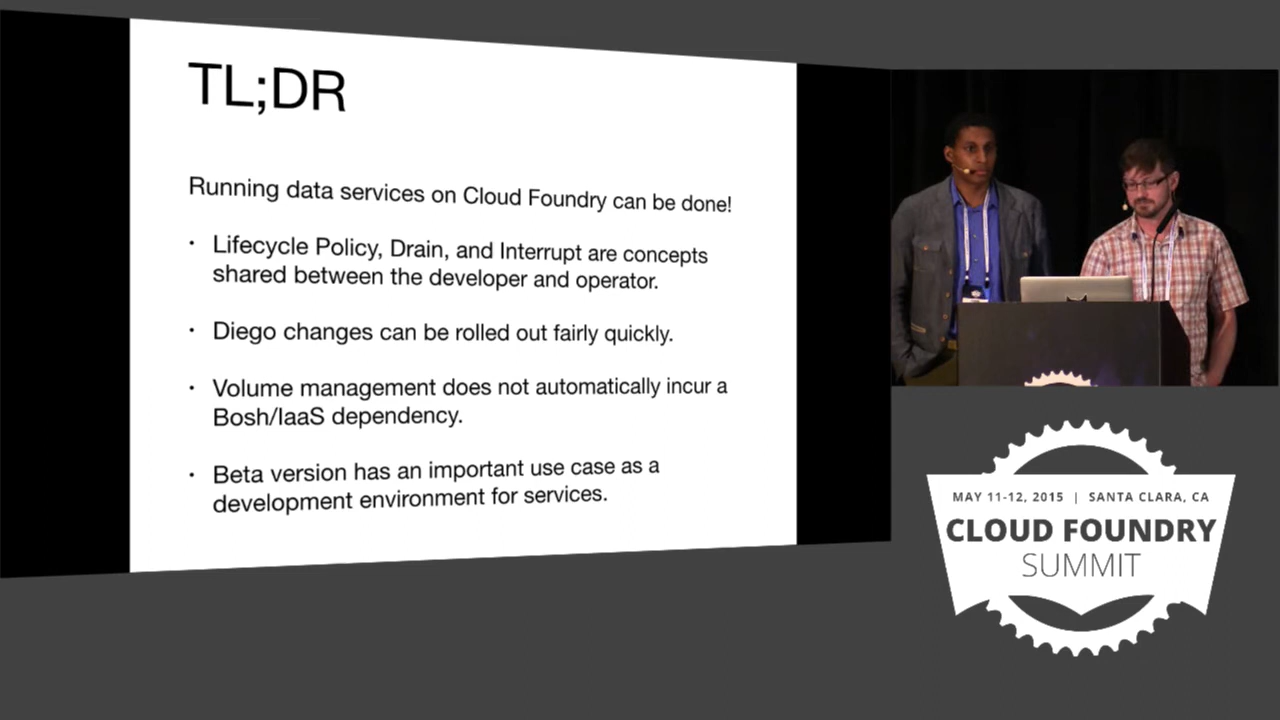 TL;DR
Running data services on Cloud Foundry can be done!
• Lifecycle Policy, Drain, and Interrupt are concepts
shared between the developer and operator.
• Diego changes can be rolled out fairly quickly.
• Volume management does not automatically incur a
Bosh/IaaS dependency.
• Beta version has an important use case as a
development environment for services.
MAY 11-12, 2015 | SANTA CLARA, CA
CLOUD FOUNDRY
SUMMIT